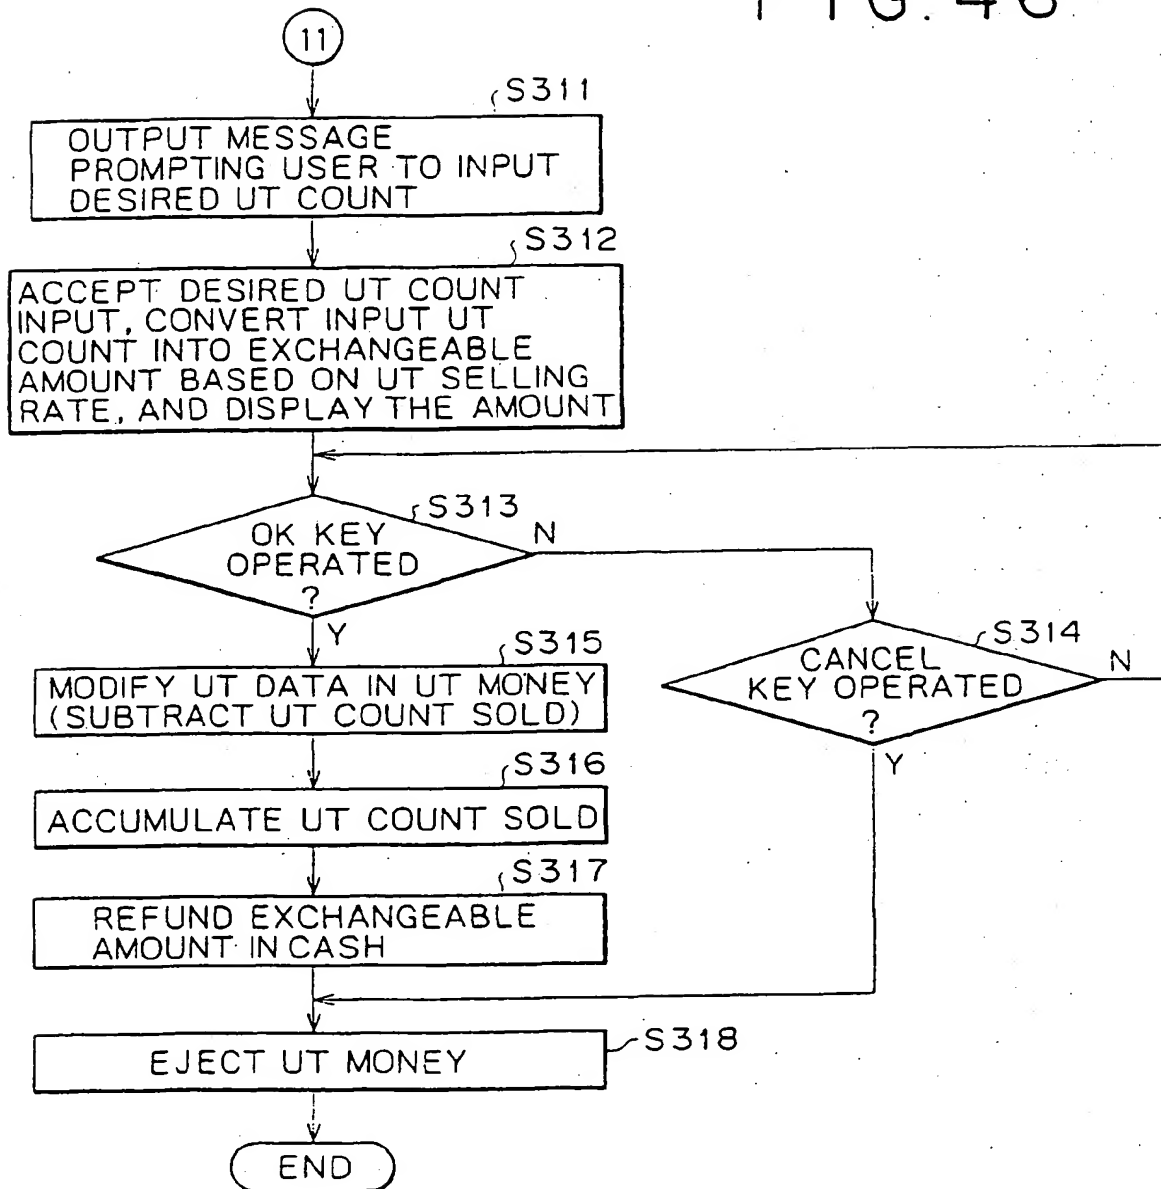 FIG.
11
S311
OUTPUT MESSAGE
PROMPTING USER TO INPUT
DESIRED UT COUNT
S312
ACCEPT DESIRED UT COUNT
INPUT, CONVERT INPUT UT
COUNT INTO EXCHANGEABLE
AMOUNT BASED ON UT SELLING
RATE, AND DISPLAY THE AMOUNT
S313
OK KEY
OPERATED
?
N
Y
S314
CANCEL
KEY OPERATED
?
N
Y
S315
MODIFY UT DATA IN UT MONEY
(SUBTRACT UT COUNT SOLD)
S316
ACCUMULATE UT COUNT SOLD
S317
REFUND EXCHANGEABLE
AMOUNT IN CASH
S318
EJECT UT MONEY
END